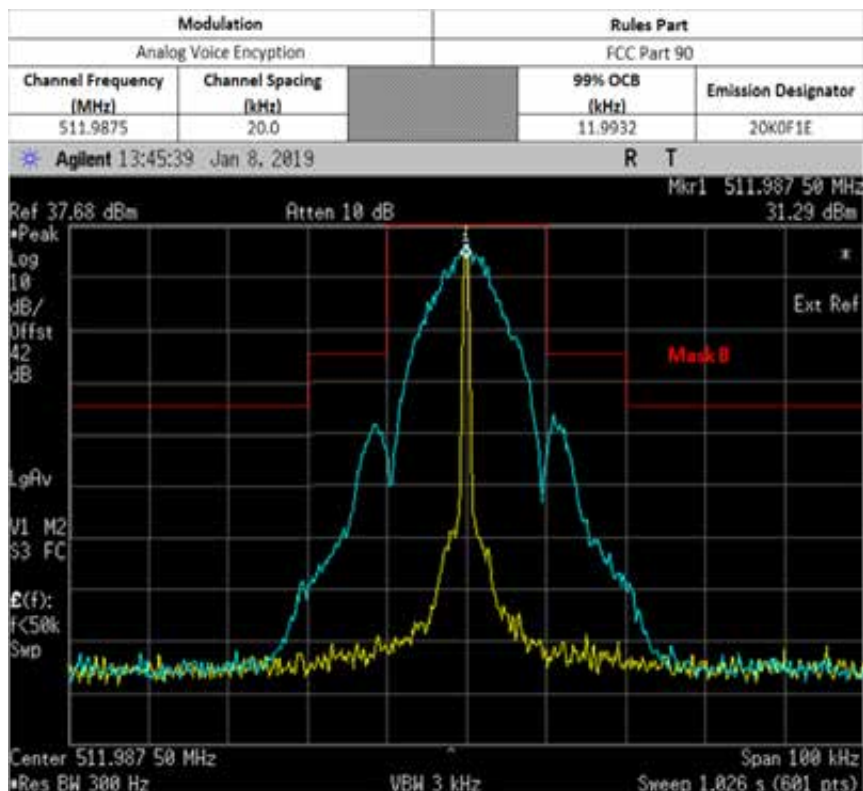 Modulation Rules Part
Analog Voice Encyption FCC Part 90
Channel Frequency (MHz) Channel Spacing (kHz) 99% OCB (kHz) Emission Designator
511.9875 20.0 11.9932 20K0F1E
Agilent 13:45:39 Jan 8, 2019 R T
Mkr1 511.987 50 MHz
Ref 37.68 dBm Atten 10 dB 31.29 dBm
*Peak
Log
10
dB/
Offst
42
dB
*
Ext Ref
Mask B
1
LgAv
V1 M2
S3 FC
£(f):
f<50k
Swp
Center 511.987 50 MHz Span 100 kHz
*Res BW 300 Hz VBW 3 kHz Sweep 1.026 s (601 pts)